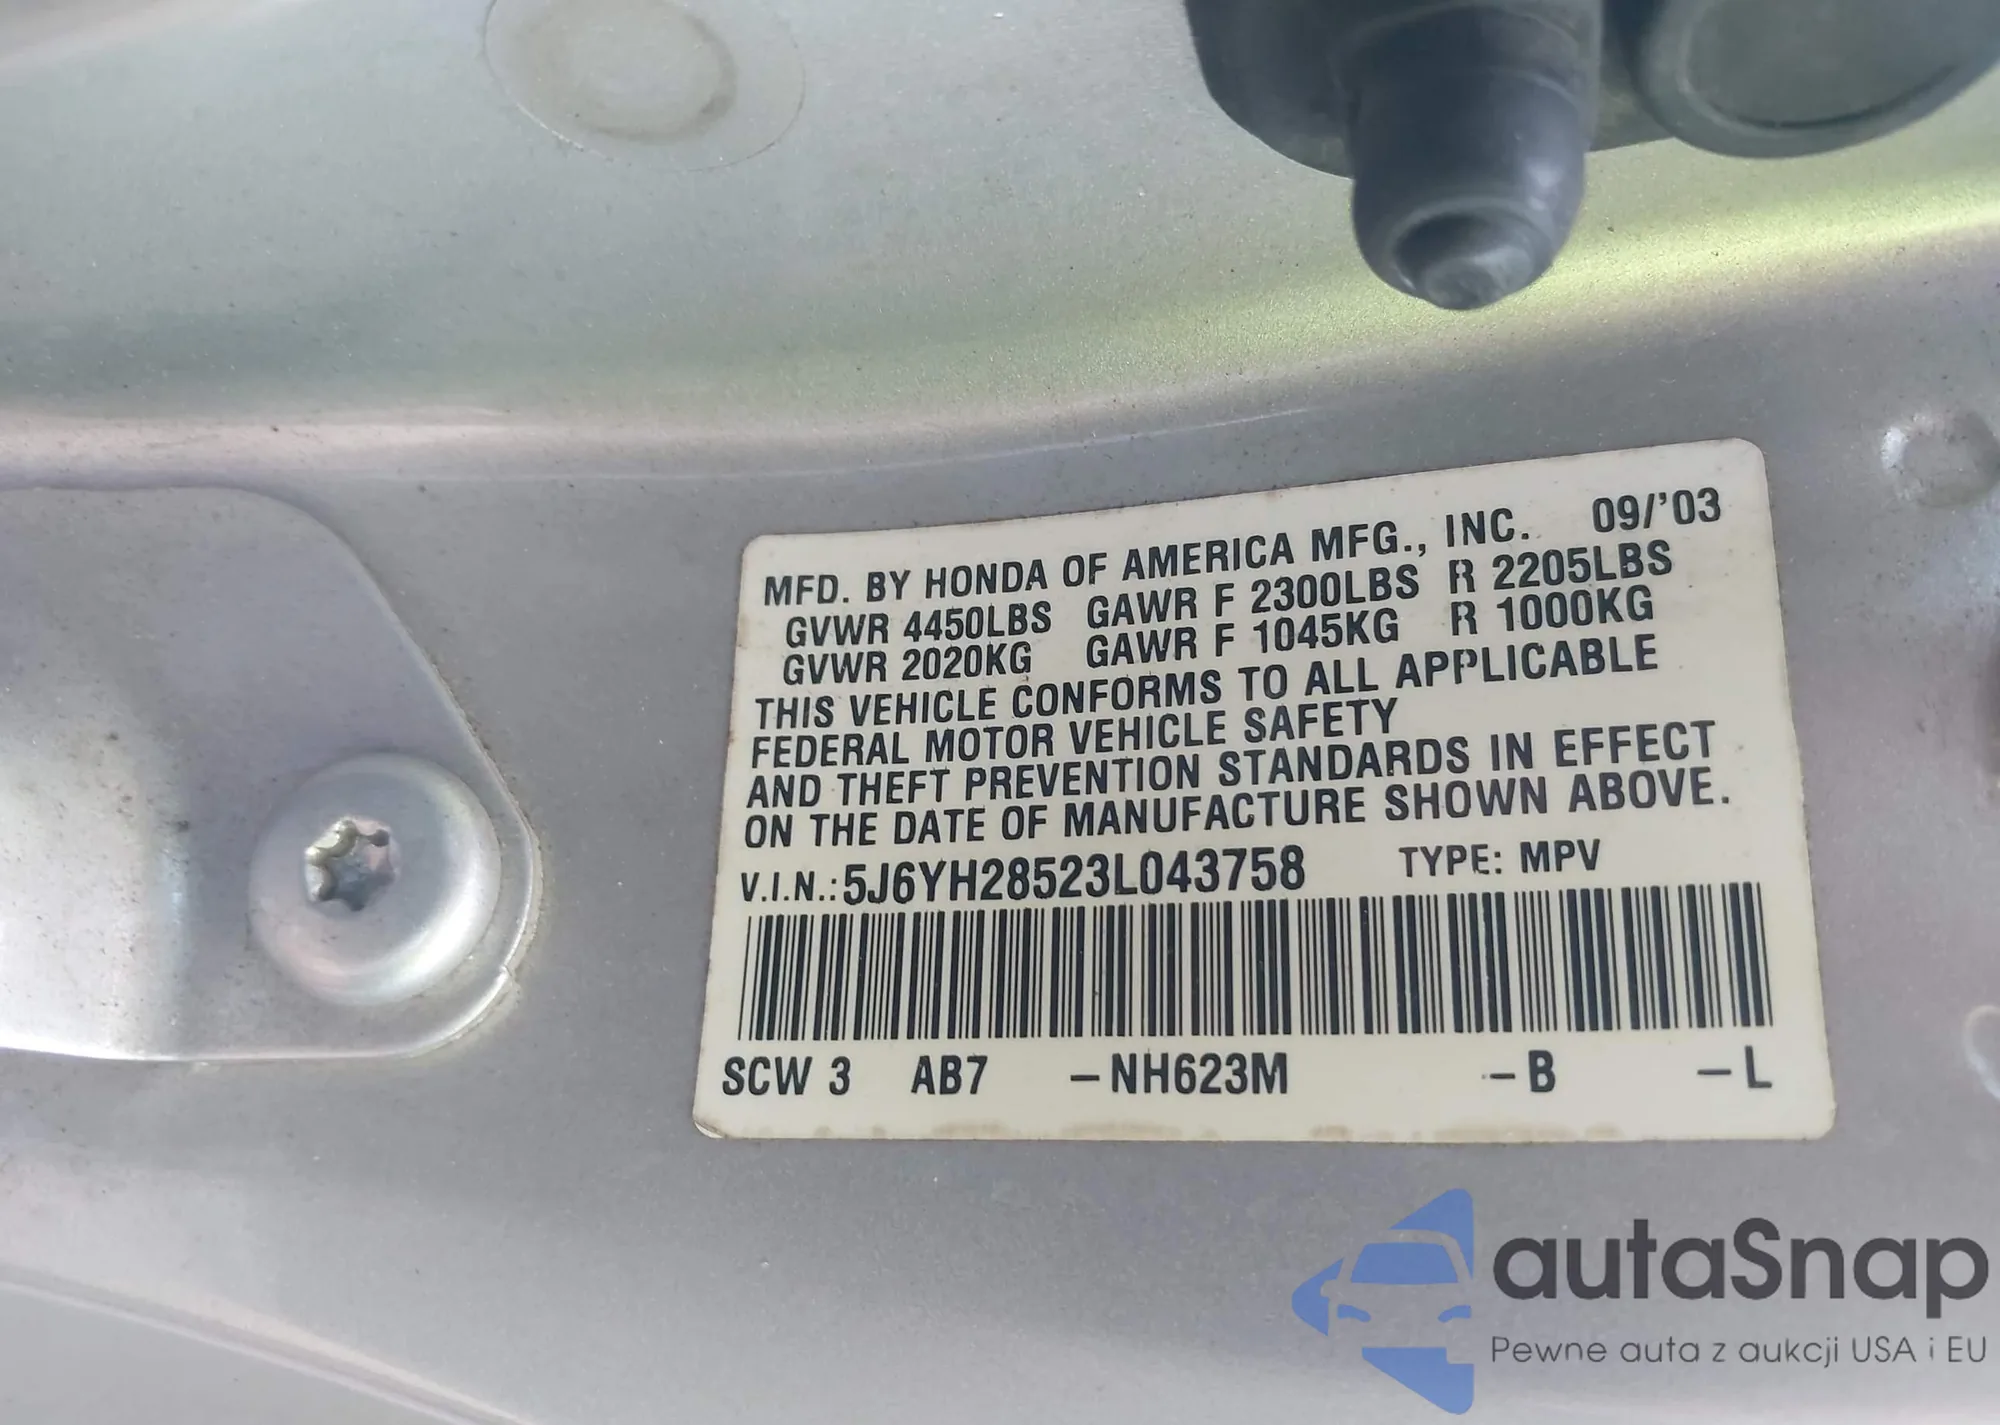 MFD. BY HONDA OF AMERICA MFG., INC. 09/'03
GVWR 4450LBS GAWR F 2300LBS R 2205LBS
GVWR 2020KG GAWR F 1045KG R 1000KG
THIS VEHICLE CONFORMS TO ALL APPLICABLE
FEDERAL MOTOR VEHICLE SAFETY
AND THEFT PREVENTION STANDARDS IN EFFECT
ON THE DATE OF MANUFACTURE SHOWN ABOVE.
V.I.N.: 5J6YH28523L043758 TYPE: MPV
SCW 3 AB7 –NH623M –B –L
autaSnap
Pewne auta z aukcji USA i EU